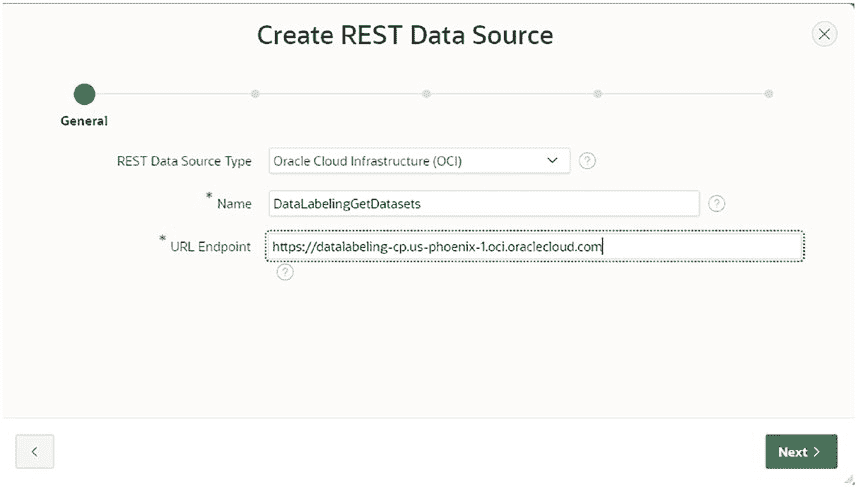 Create REST Data Source
General
REST Data Source Type Oracle Cloud Infrastructure (OCI) ?
* Name DataLabelingGetDatasets ?
* URL Endpoint https://datalabeling-cp.us-phoenix-1.oci.oraclecloud.com
?
Next